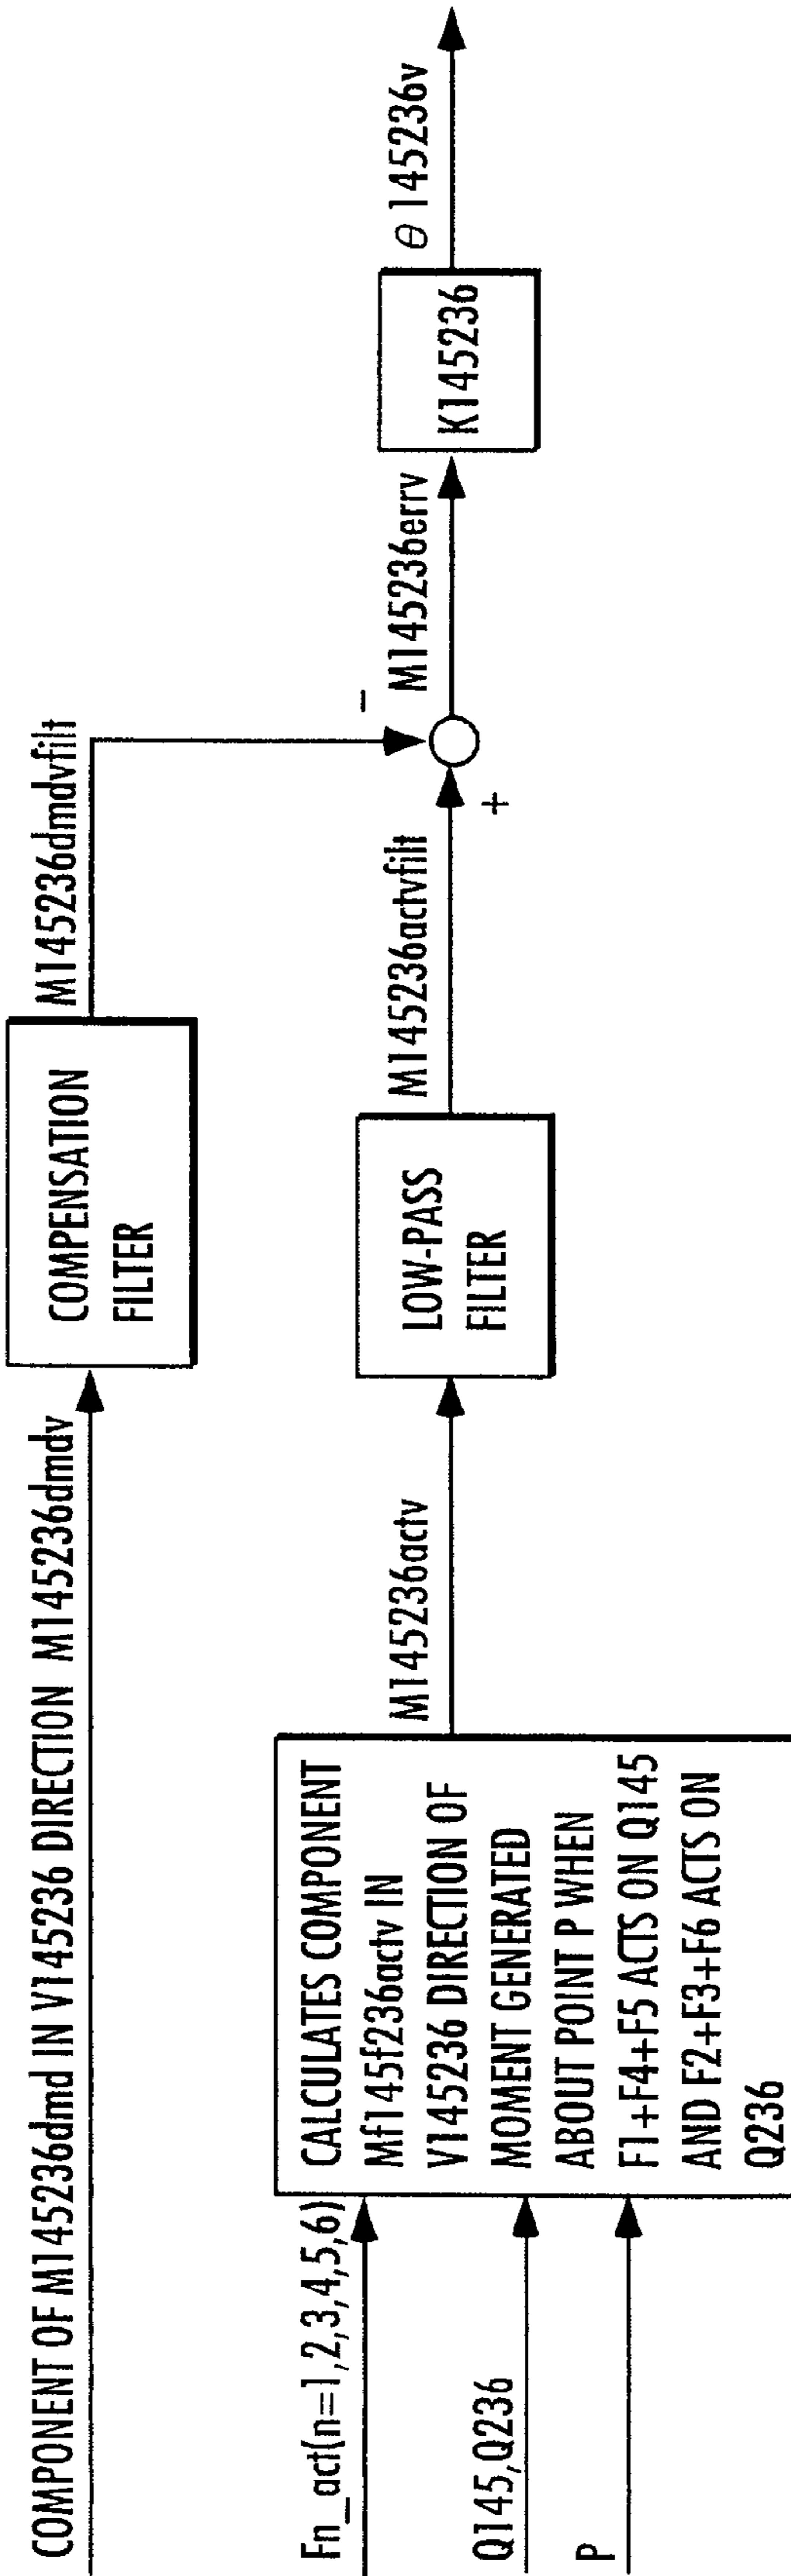 COMPONENT OF M145236dmd IN V145236 DIRECTION M145236dmdv
COMPENSATION
FILTER
M145236dmdvfilt
Fn_act(n=1,2,3,4,5,6)
Q145,Q236
P
CALCULATES COMPONENT
Mf145f236actv IN
V145236 DIRECTION OF
MOMENT GENERATED
ABOUT POINT P WHEN
F1+F4+F5 ACTS ON Q145
AND F2+F3+F6 ACTS ON
Q236
M145236actv
LOW-PASS
FILTER
M145236actvfilt
+
-
M145236errv
K145236
θ145236v